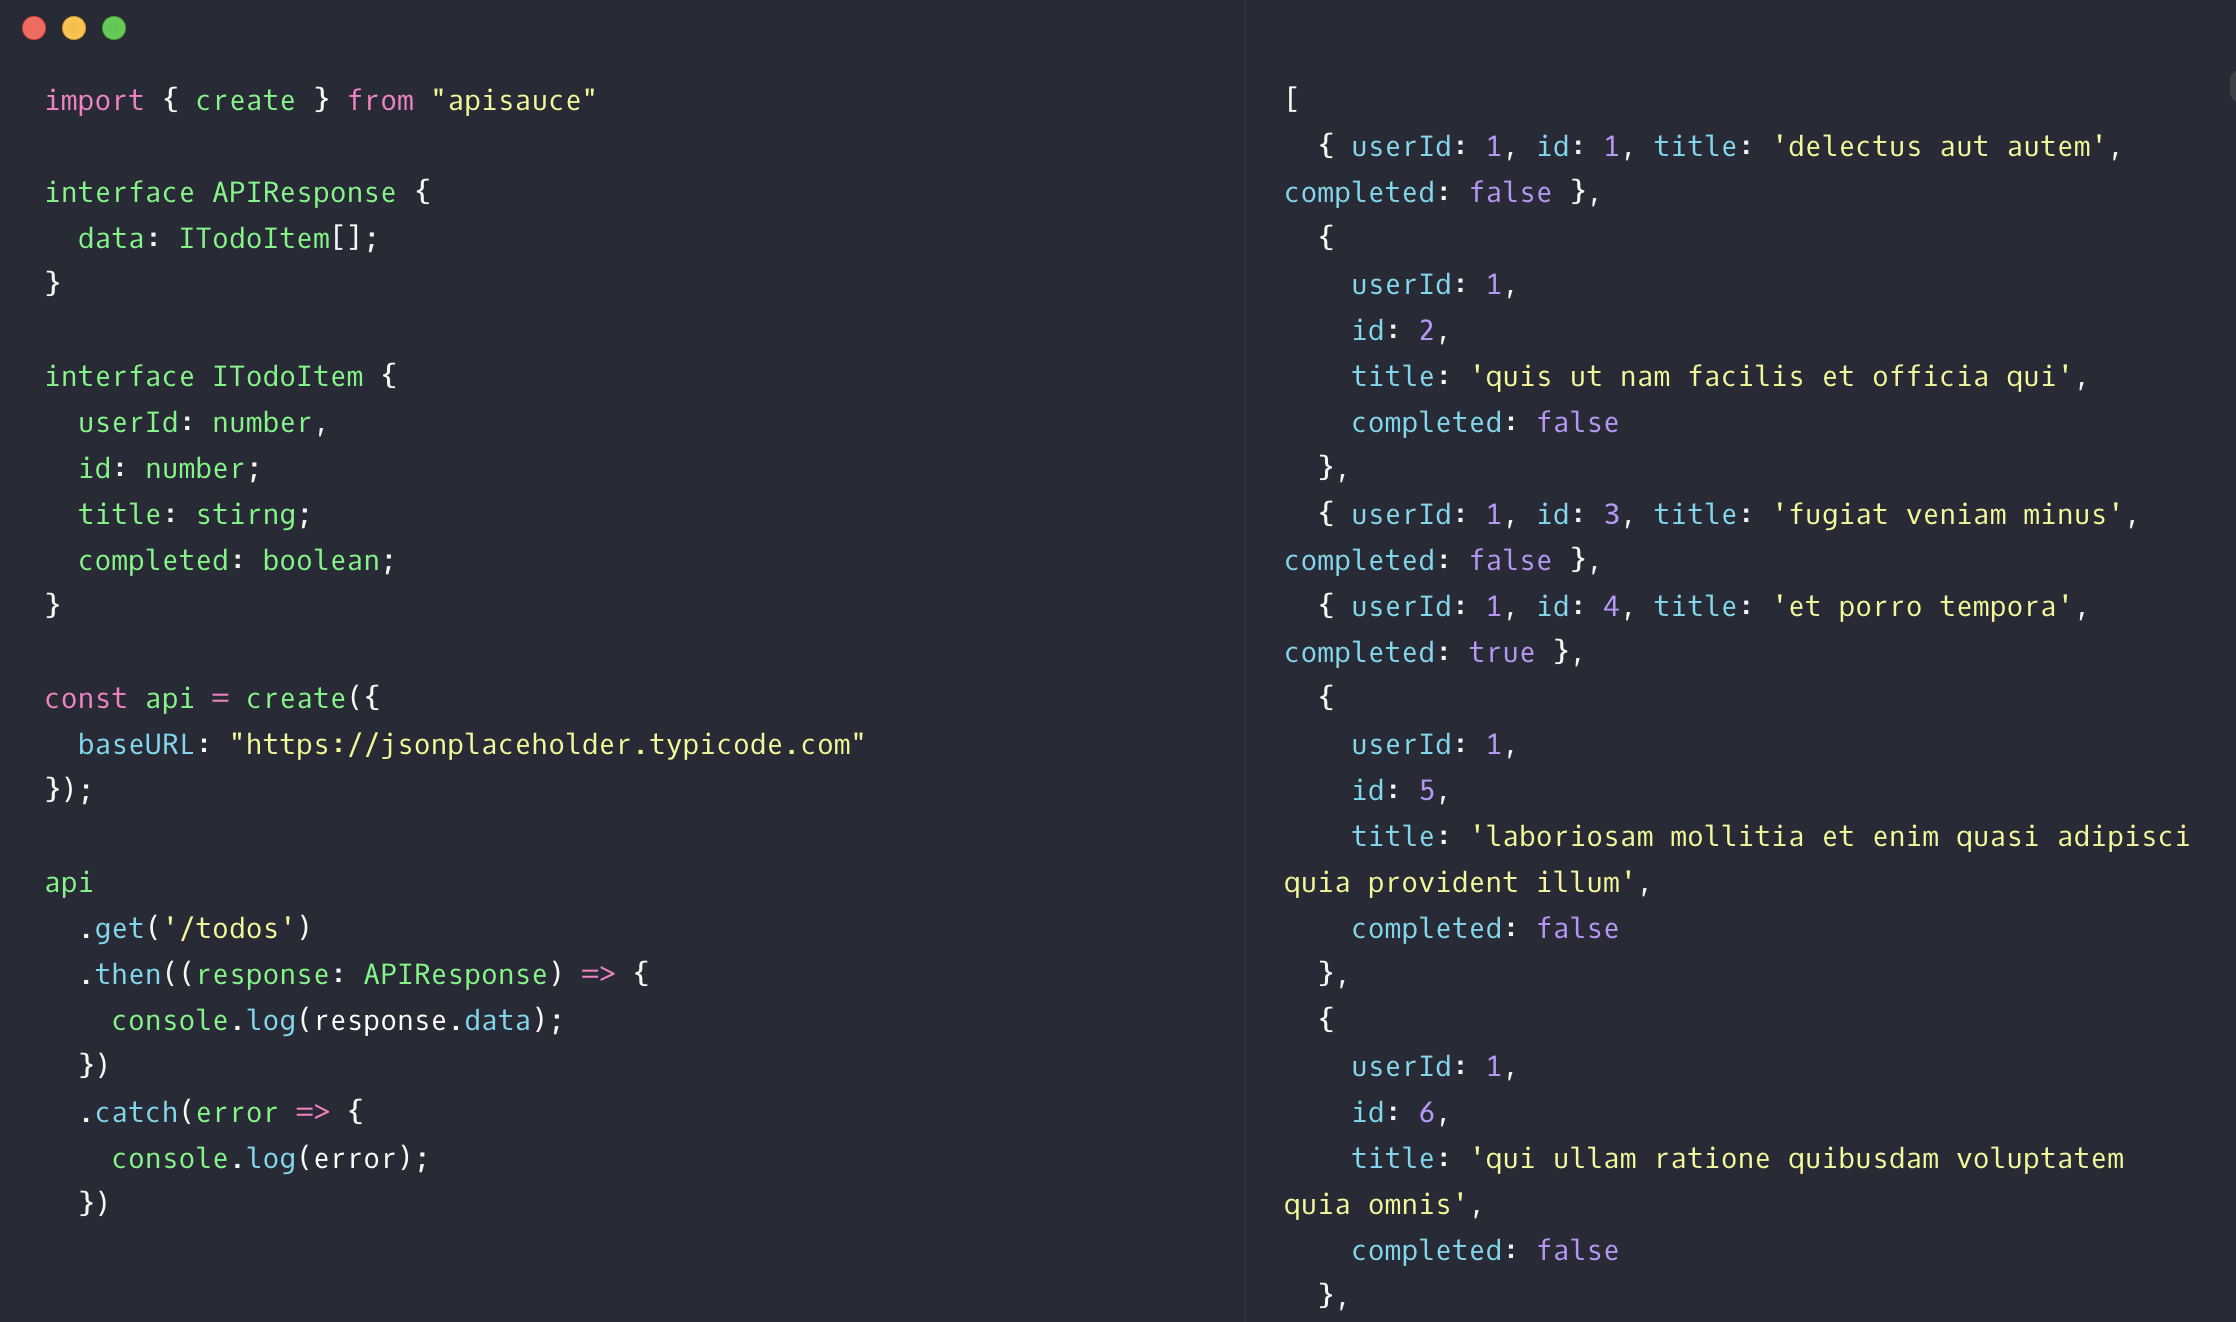 import { create } from "apisauce"

interface APIResponse {
  data: ITodoItem[];
}

interface ITodoItem {
  userId: number,
  id: number;
  title: stirng;
  completed: boolean;
}

const api = create({
  baseURL: "https://jsonplaceholder.typicode.com"
});

api
  .get('/todos')
  .then((response: APIResponse) => {
    console.log(response.data);
  })
  .catch(error => {
    console.log(error);
  })

[
  { userId: 1, id: 1, title: 'delectus aut autem',
completed: false },
  {
    userId: 1,
    id: 2,
    title: 'quis ut nam facilis et officia qui',
    completed: false
  },
  { userId: 1, id: 3, title: 'fugiat veniam minus',
completed: false },
  { userId: 1, id: 4, title: 'et porro tempora',
completed: true },
  {
    userId: 1,
    id: 5,
    title: 'laboriosam mollitia et enim quasi adipisci
quia provident illum',
    completed: false
  },
  {
    userId: 1,
    id: 6,
    title: 'qui ullam ratione quibusdam voluptatem
quia omnis',
    completed: false
  },